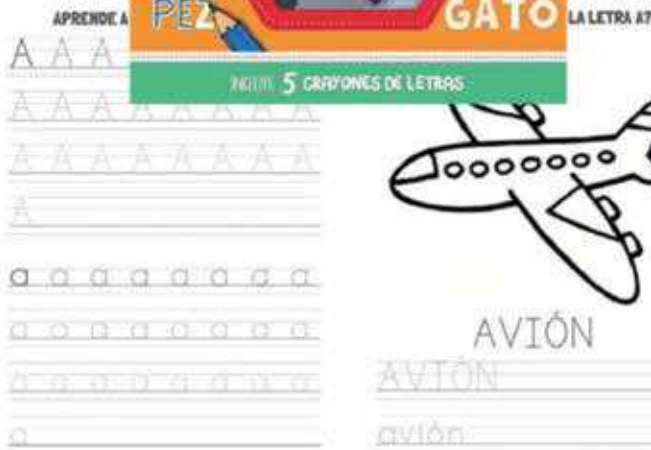 PEZ
GATO
INCLUYE 5 CRAYONES DE LETRAS
APRENDE A
LA LETRA A?
A A A
A A A A A A A A
A A A A A A A A
A
a a a a a a a a
a a a a a a a a
a a a a a a a a
a
AVIÓN
AVIÓN
avión